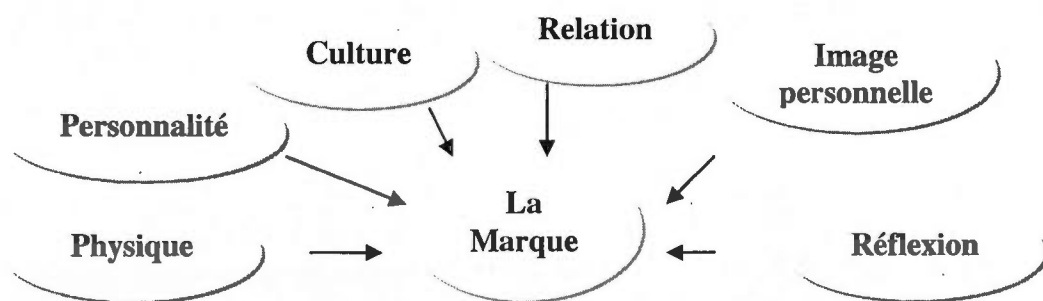 Relation
Culture
Image
personnelle
Personnalité
La
Marque
Physique
Réflexion